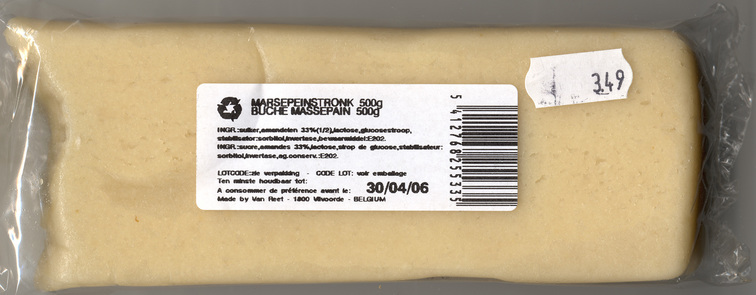 MARSEPEINSTRONK 500g
BUCHE MASSEPAIN 500g
INGR.:suiker,amandelen 33%(1/2),lactose,glucosestroop,
stabilisator:sorbitol,invertase,bewaarmiddel:E202.
INGR.:sucre,amandes 33%,lactose,sirop de glucose,stabilisateur:
sorbitol,invertase,ag.conserv.:E202.
LOTCODE:zie verpakking - CODE LOT: voir emballage
Ten minste houdbaar tot:
A consommer de préférence avant le: 30/04/06
Made by Van Reet - 1800 Vilvoorde - BELGIUM
5 412768 255335
3.49